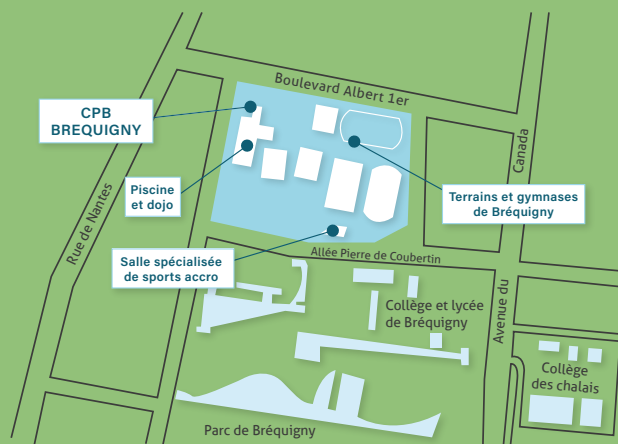 Boulevard Albert 1er
CPB
BREQUIGNY
Canada
Piscine
et dojo
Terrains et gymnases
de Bréquigny
Rue de Nantes
Salle spécialisée
de sports accro
Allée Pierre de Coubertin
Collège et lycée
de Bréquigny
Avenue du
Collège
des chalais
Parc de Bréquigny